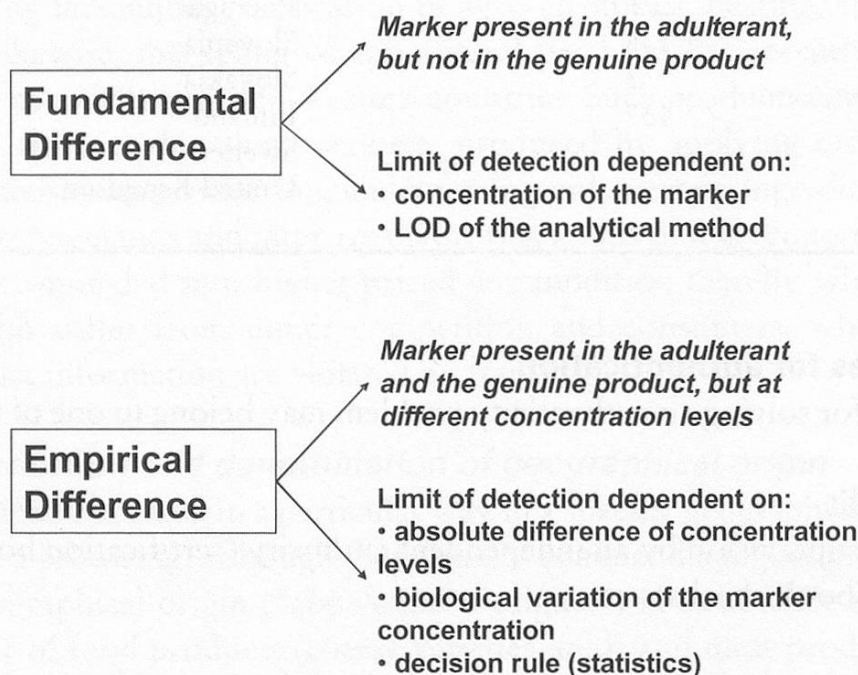 Marker present in the adulterant,
but not in the genuine product
Fundamental
Difference
Limit of detection dependent on:
• concentration of the marker
• LOD of the analytical method
Marker present in the adulterant
and the genuine product, but at
different concentration levels
Empirical
Difference
Limit of detection dependent on:
• absolute difference of concentration
levels
• biological variation of the marker
concentration
• decision rule (statistics)